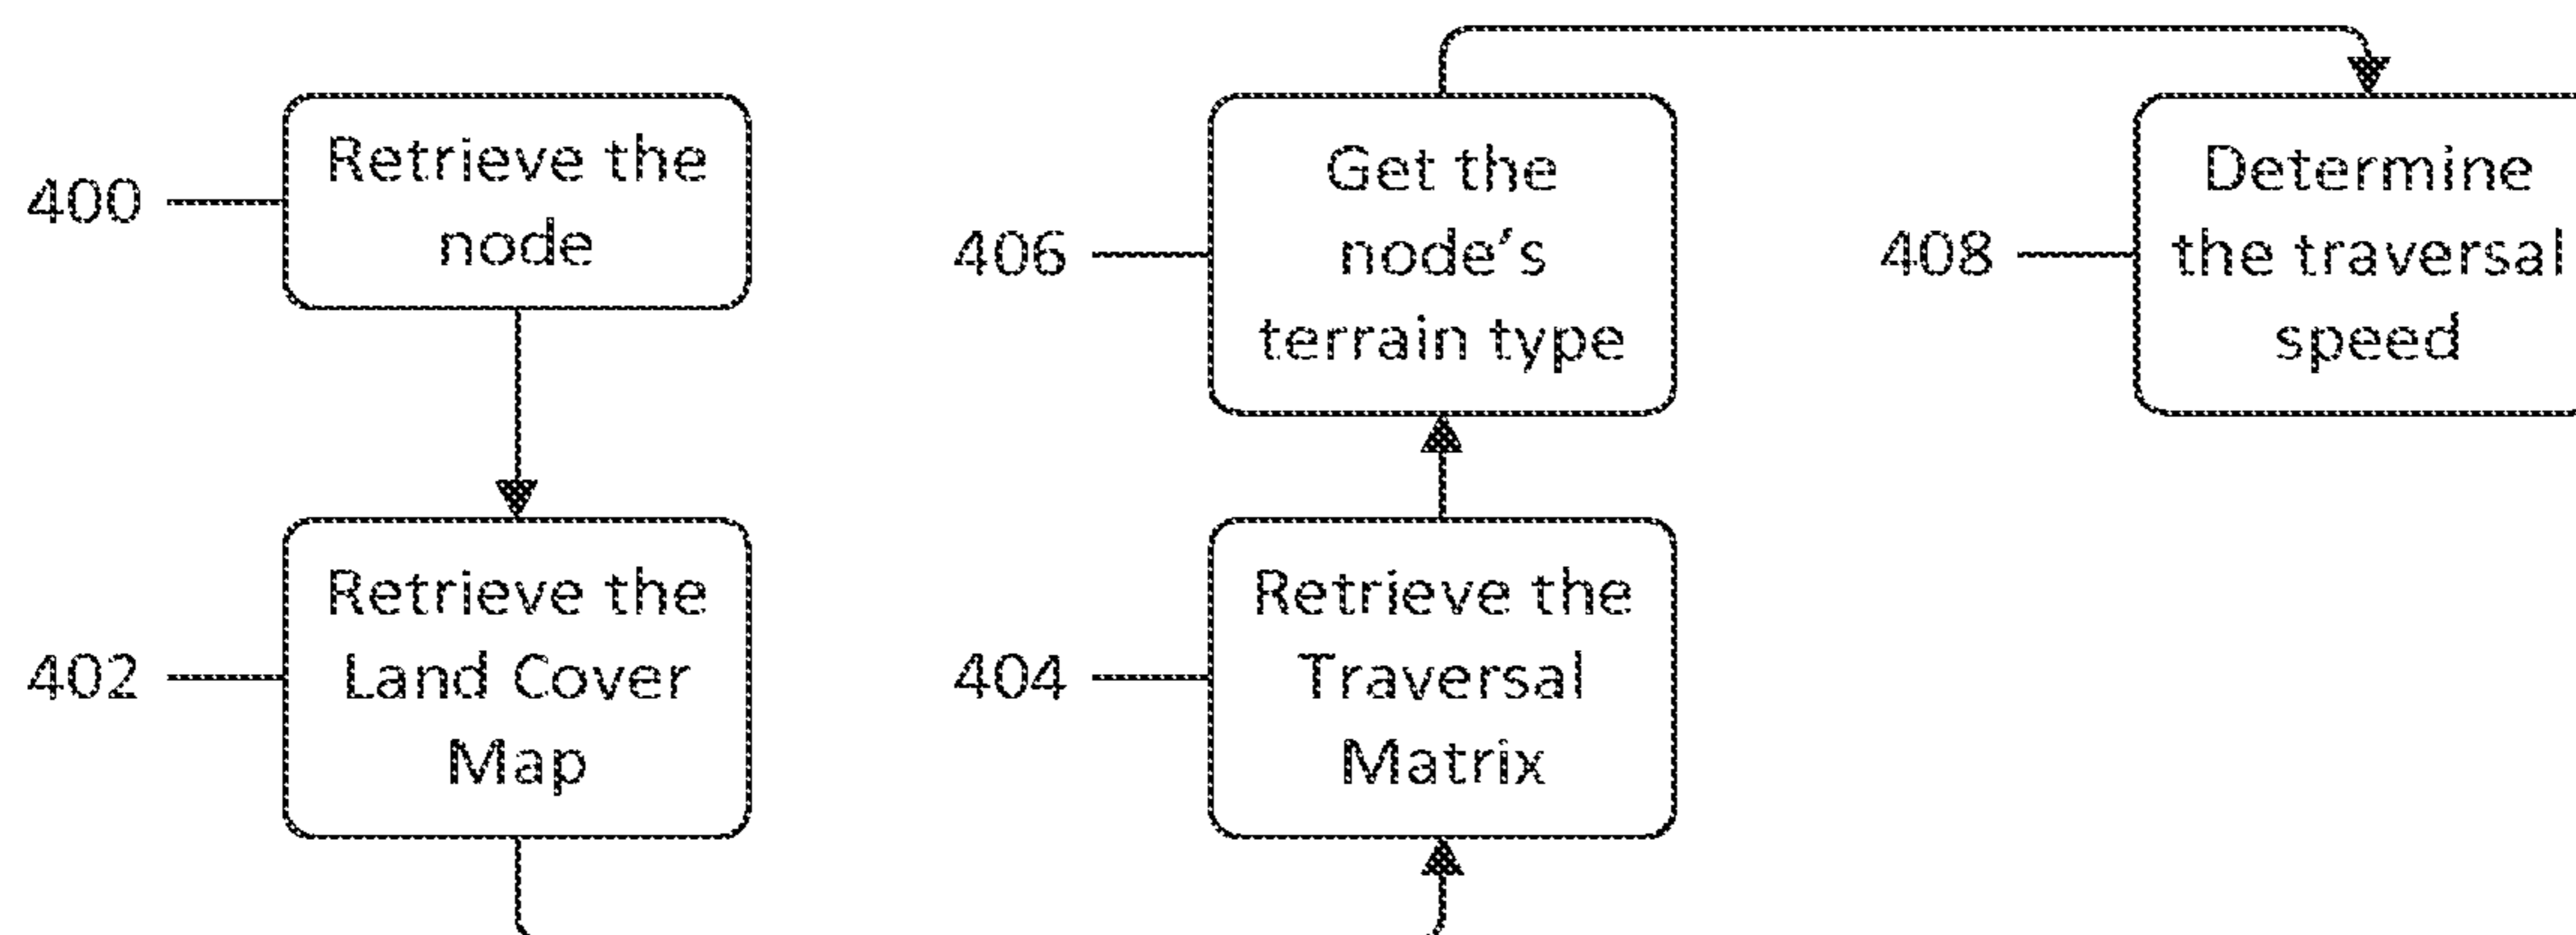 400
Retrieve the
node
402
Retrieve the
Land Cover
Map
404
Retrieve the
Traversal
Matrix
406
Get the
node’s
terrain type
408
Determine
the traversal
speed